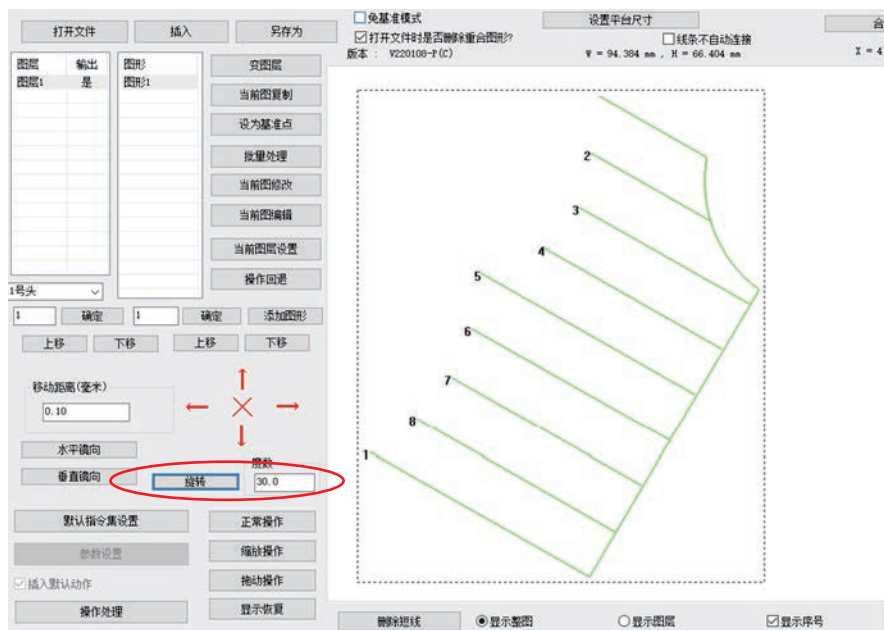 打开文件
插入
另存为
免基准模式
设置平台尺寸
合
打开文件时是否删除重合图形?
线条不自动连接
版本 : V220108-P(C)
W = 94.384 mm , H = 66.404 mm
X = 4
图层 输出
图层1 是
图形
图形1
变图层
当前图复制
设为基准点
批量处理
当前图修改
当前图编辑
当前图层设置
操作回退
1号头
1 确定 1 确定 添加图形
上移 下移 上移 下移
移动距离(毫米)
0.10
水平镜向
垂直镜向
旋转
度数
30.0
默认指令集设置
正常操作
参数设置
缩放操作
插入默认动作
拖动操作
操作处理
显示恢复
2
3
4
5
6
7
8
1
删除短线
显示整图
显示图层
显示序号